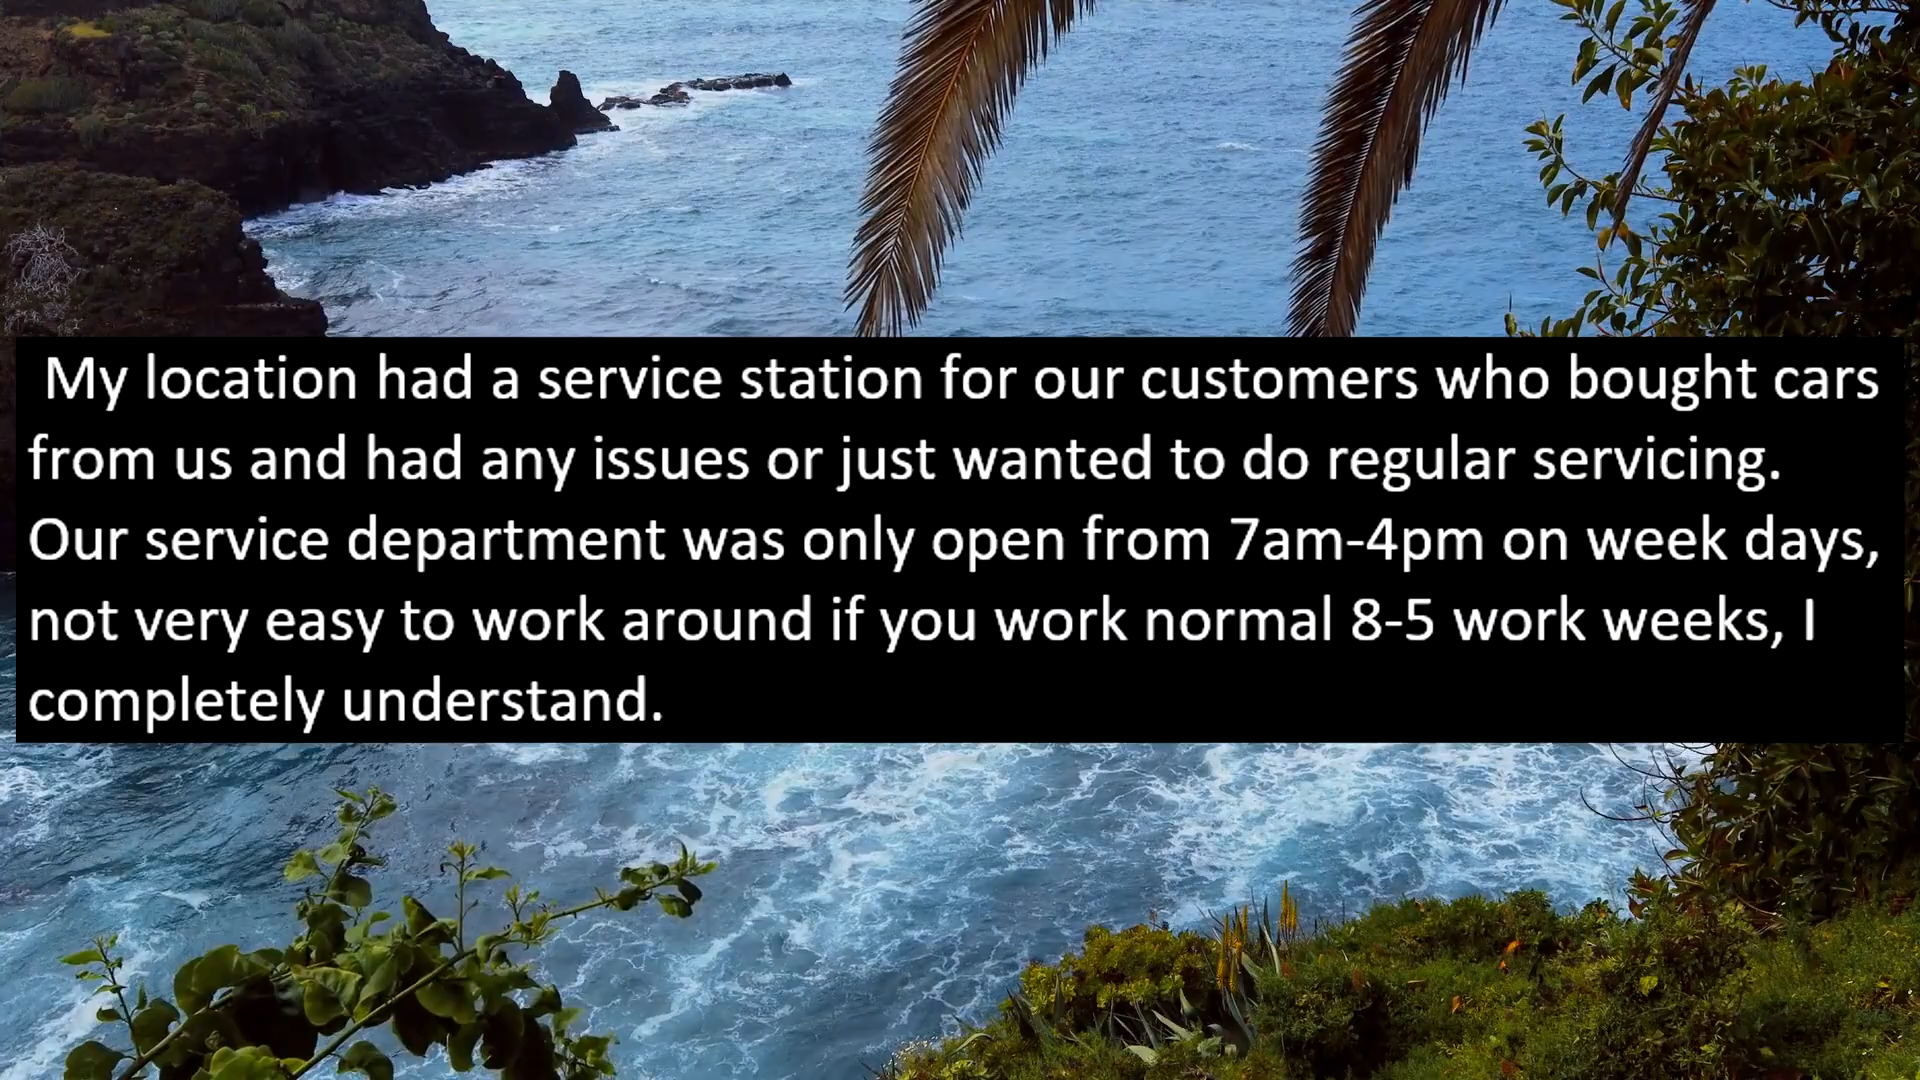 My location had a service station for our customers who bought cars
from us and had any issues or just wanted to do regular servicing.
Our service department was only open from 7am-4pm on week days,
not very easy to work around if you work normal 8-5 work weeks, I
completely understand.